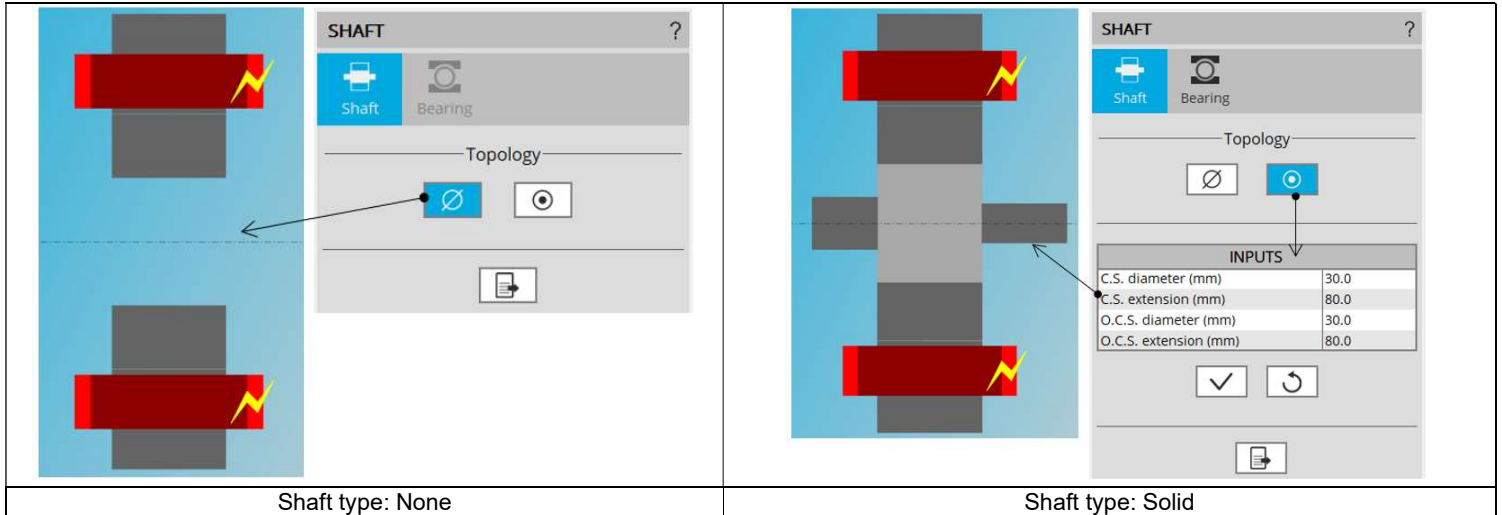 SHAFT ?
Shaft Bearing
Topology
Ø
Shaft type: None
SHAFT ?
Shaft Bearing
Topology
Ø
INPUTS
C.S. diameter (mm) 30.0
C.S. extension (mm) 80.0
O.C.S. diameter (mm) 30.0
O.C.S. extension (mm) 80.0
Shaft type: Solid